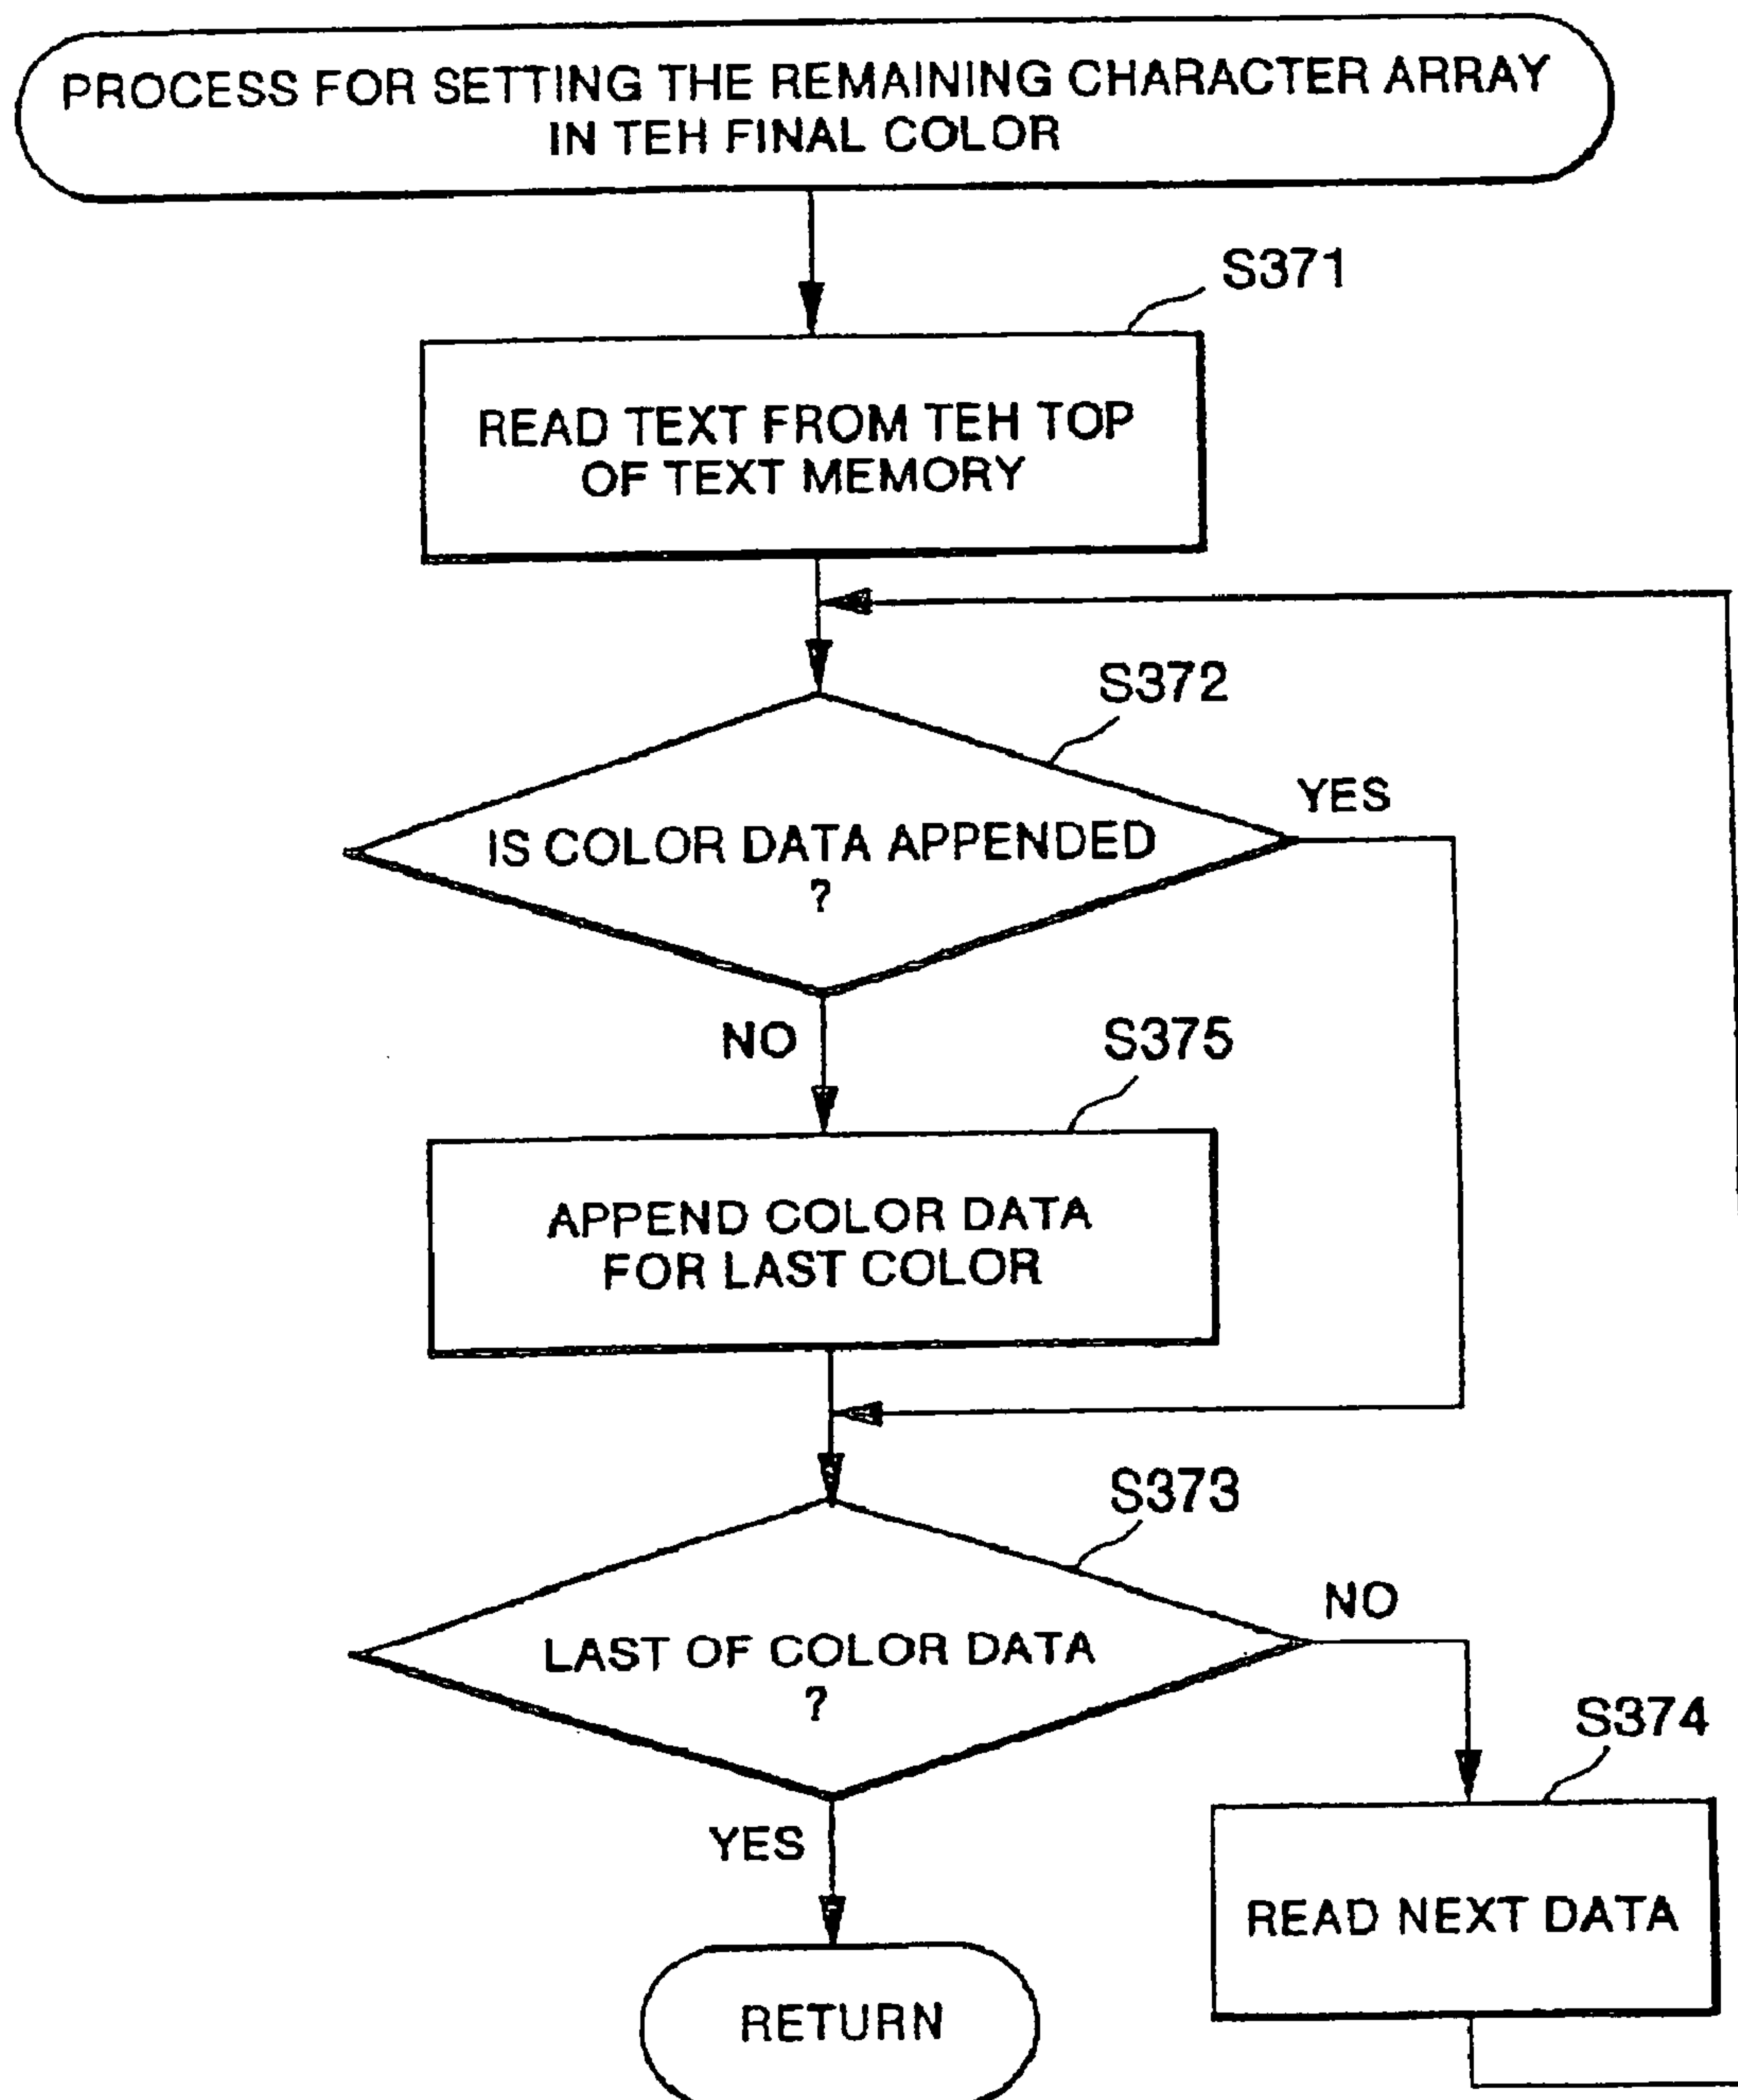 PROCESS FOR SETTING THE REMAINING CHARACTER ARRAY
IN TEH FINAL COLOR
S371
READ TEXT FROM TEH TOP
OF TEXT MEMORY
S372
YES
IS COLOR DATA APPENDED
?
NO
S375
APPEND COLOR DATA
FOR LAST COLOR
S373
NO
LAST OF COLOR DATA
?
S374
YES
READ NEXT DATA
RETURN